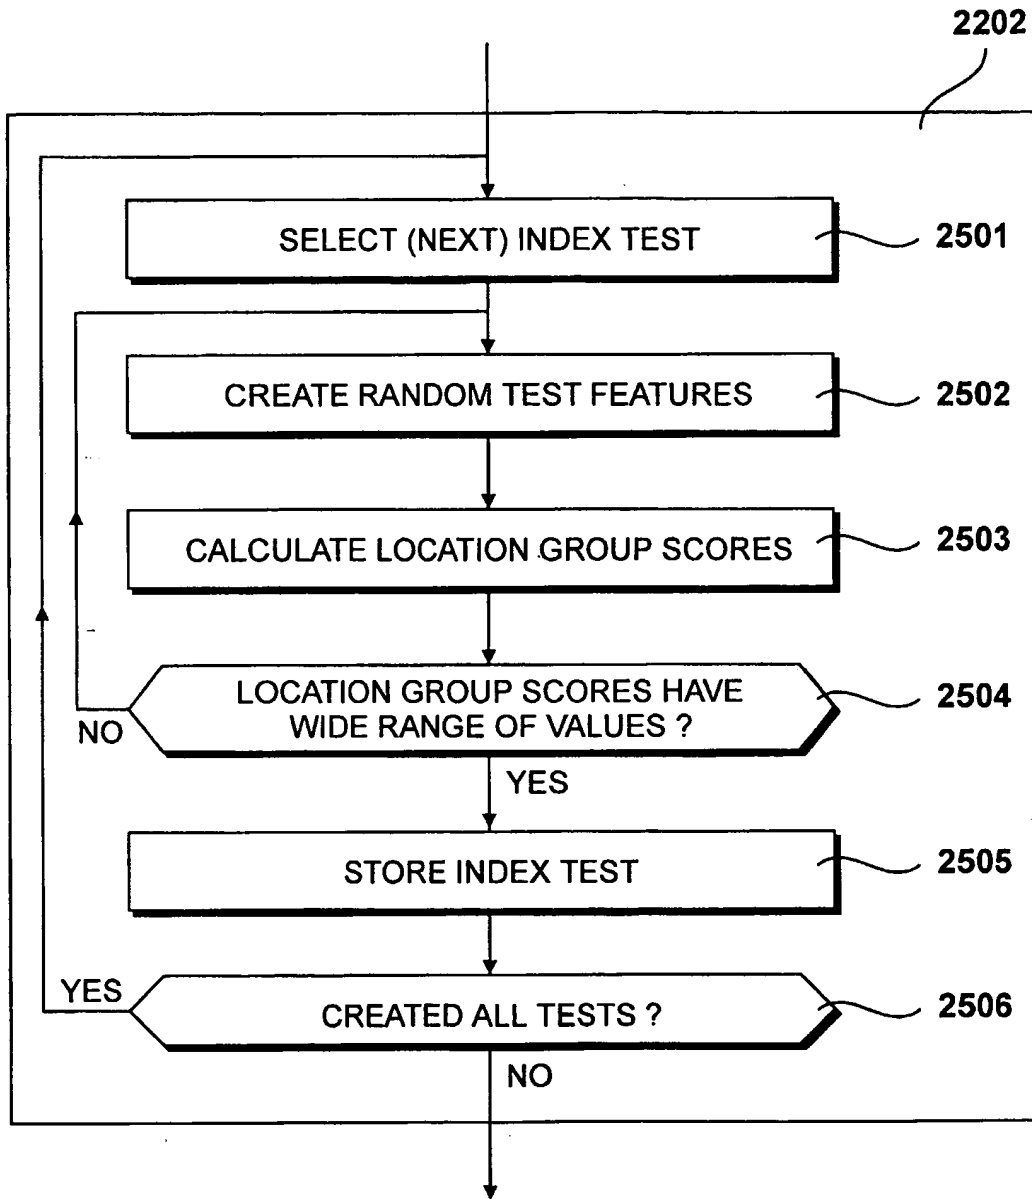 2202
SELECT (NEXT) INDEX TEST
2501
CREATE RANDOM TEST FEATURES
2502
CALCULATE LOCATION GROUP SCORES
2503
LOCATION GROUP SCORES HAVE
WIDE RANGE OF VALUES ?
2504
NO
YES
STORE INDEX TEST
2505
YES
CREATED ALL TESTS ?
2506
NO